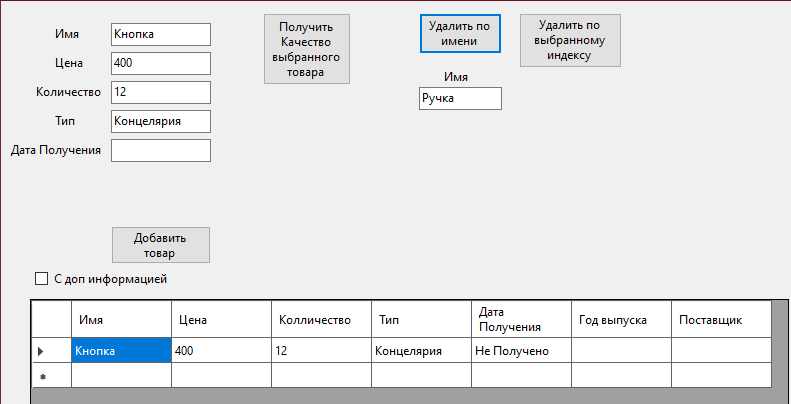 Имя Кнопка
Цена 400
Количество 12
Тип Концелярия
Дата Получения
Получить
Качество
выбранного
товара
Удалить по
имени
Имя
Ручка
Удалить по
выбранному
индексу
Добавить
товар
С доп информацией
Имя Цена Колличество Тип Дата Получения Год выпуска Поставщик
Кнопка 400 12 Концелярия Не Получено